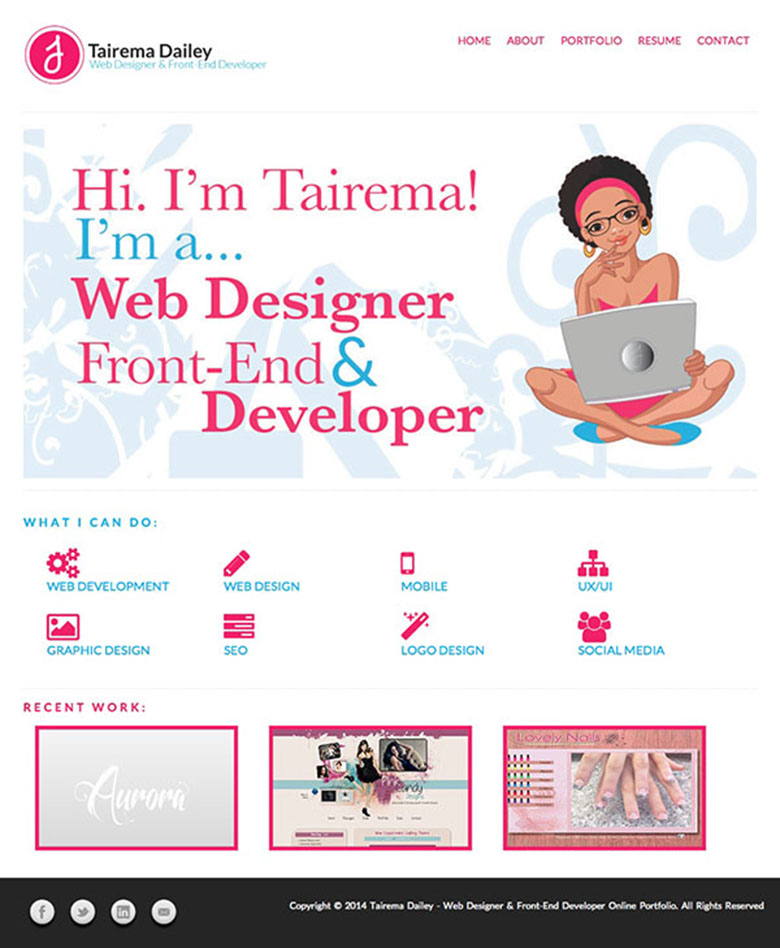 Tairema Dailey
Web Designer & Front-End Developer
HOME ABOUT PORTFOLIO RESUME CONTACT
Hi. I'm Tairema!
I'm a...
Web Designer
Front-End &
Developer
WHAT I CAN DO:
WEB DEVELOPMENT WEB DESIGN MOBILE UX/UI
GRAPHIC DESIGN SEO LOGO DESIGN SOCIAL MEDIA
RECENT WORK:
Aurora
Lovely Nails
Copyright © 2014 Tairema Dailey - Web Designer & Front-End Developer Online Portfolio. All Rights Reserved